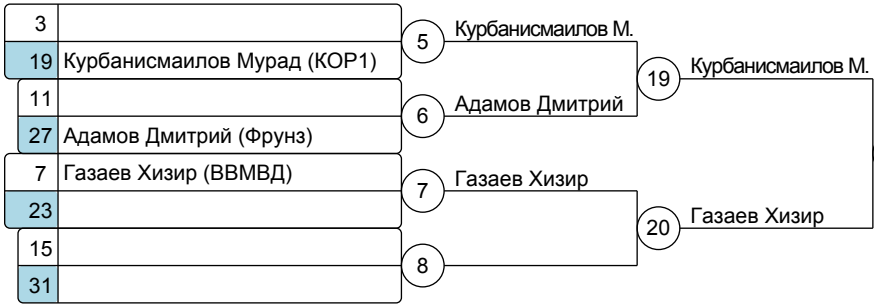 3
19 Курбанисмаилов Мурад (КОР1)
5 Курбанисмаилов М.
11
27 Адамов Дмитрий (Фрунз)
6 Адамов Дмитрий
19 Курбанисмаилов М.
7 Газаев Хизир (ВВМВД)
23
7 Газаев Хизир
15
31
8
20 Газаев Хизир